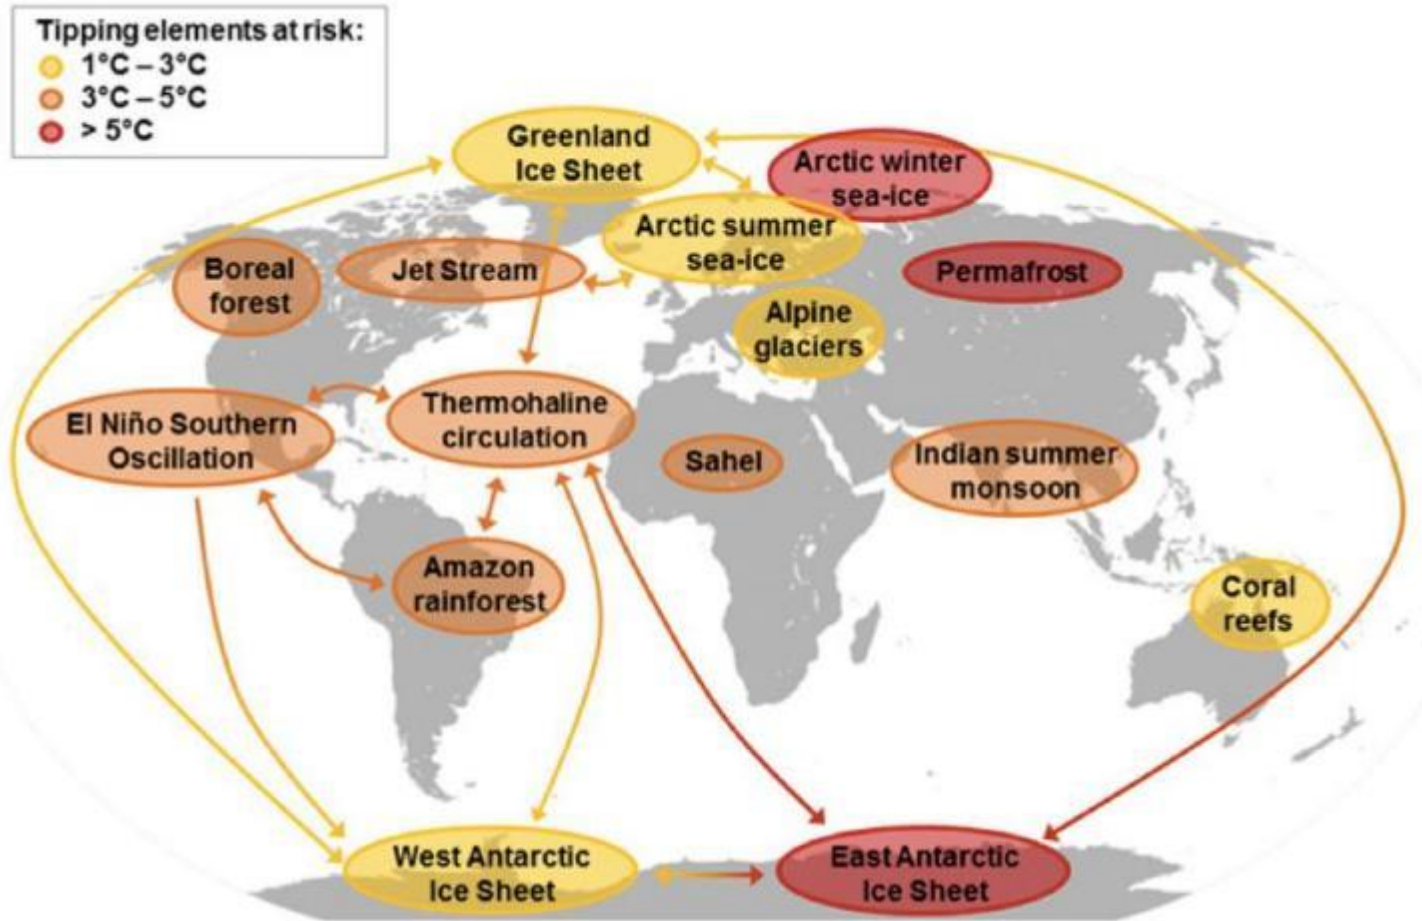 Tipping elements at risk:
1°C – 3°C
3°C – 5°C
> 5°C
Greenland
Ice Sheet
Arctic winter
sea-ice
Arctic summer
sea-ice
Boreal
forest
Jet Stream
Permafrost
Alpine
glaciers
El Niño Southern
Oscillation
Thermohaline
circulation
Sahel
Indian summer
monsoon
Amazon
rainforest
Coral
reefs
West Antarctic
Ice Sheet
East Antarctic
Ice Sheet